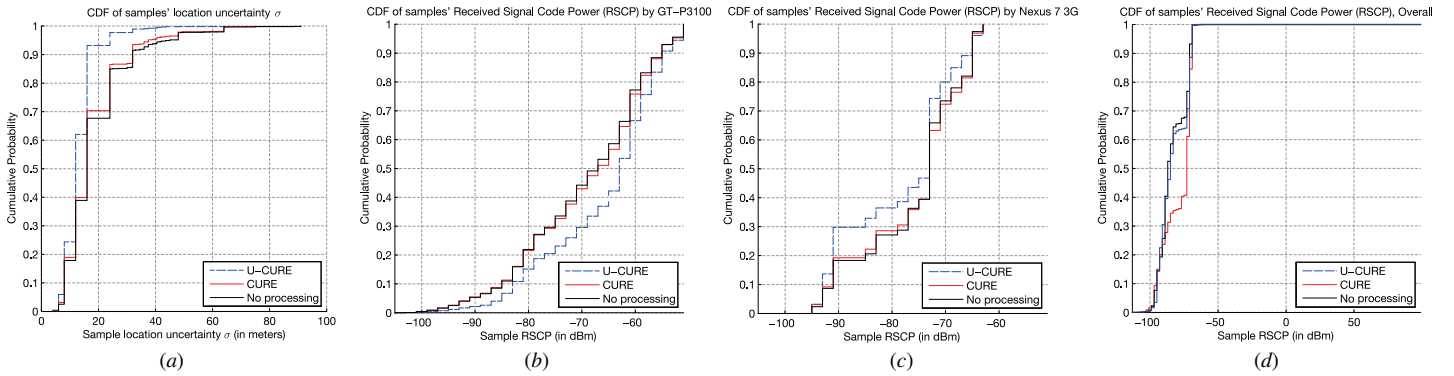 CDF of samples' location uncertainty σ
1
0.9
0.8
0.7
0.6
0.5
0.4
0.3
0.2
0.1
0
Cumulative Probability
U-CURE
CURE
No processing
0 20 40 60 80 100
Sample location uncertainty σ (in meters)
(a)
CDF of samples' Received Signal Code Power (RSCP) by GT-P3100
1
0.9
0.8
0.7
0.6
0.5
0.4
0.3
0.2
0.1
0
Cumulative Probability
U-CURE
CURE
No processing
−100 −90 −80 −70 −60
Sample RSCP (in dBm)
(b)
CDF of samples' Received Signal Code Power (RSCP) by Nexus 7 3G
1
0.9
0.8
0.7
0.6
0.5
0.4
0.3
0.2
0.1
0
Cumulative Probability
U-CURE
CURE
No processing
−100 −90 −80 −70 −60
Sample RSCP (in dBm)
(c)
CDF of samples' Received Signal Code Power (RSCP), Overall
1
0.9
0.8
0.7
0.6
0.5
0.4
0.3
0.2
0.1
0
Cumulative Probability
U-CURE
CURE
No processing
−100 −50 0 50
Sample RSCP (in dBm)
(d)